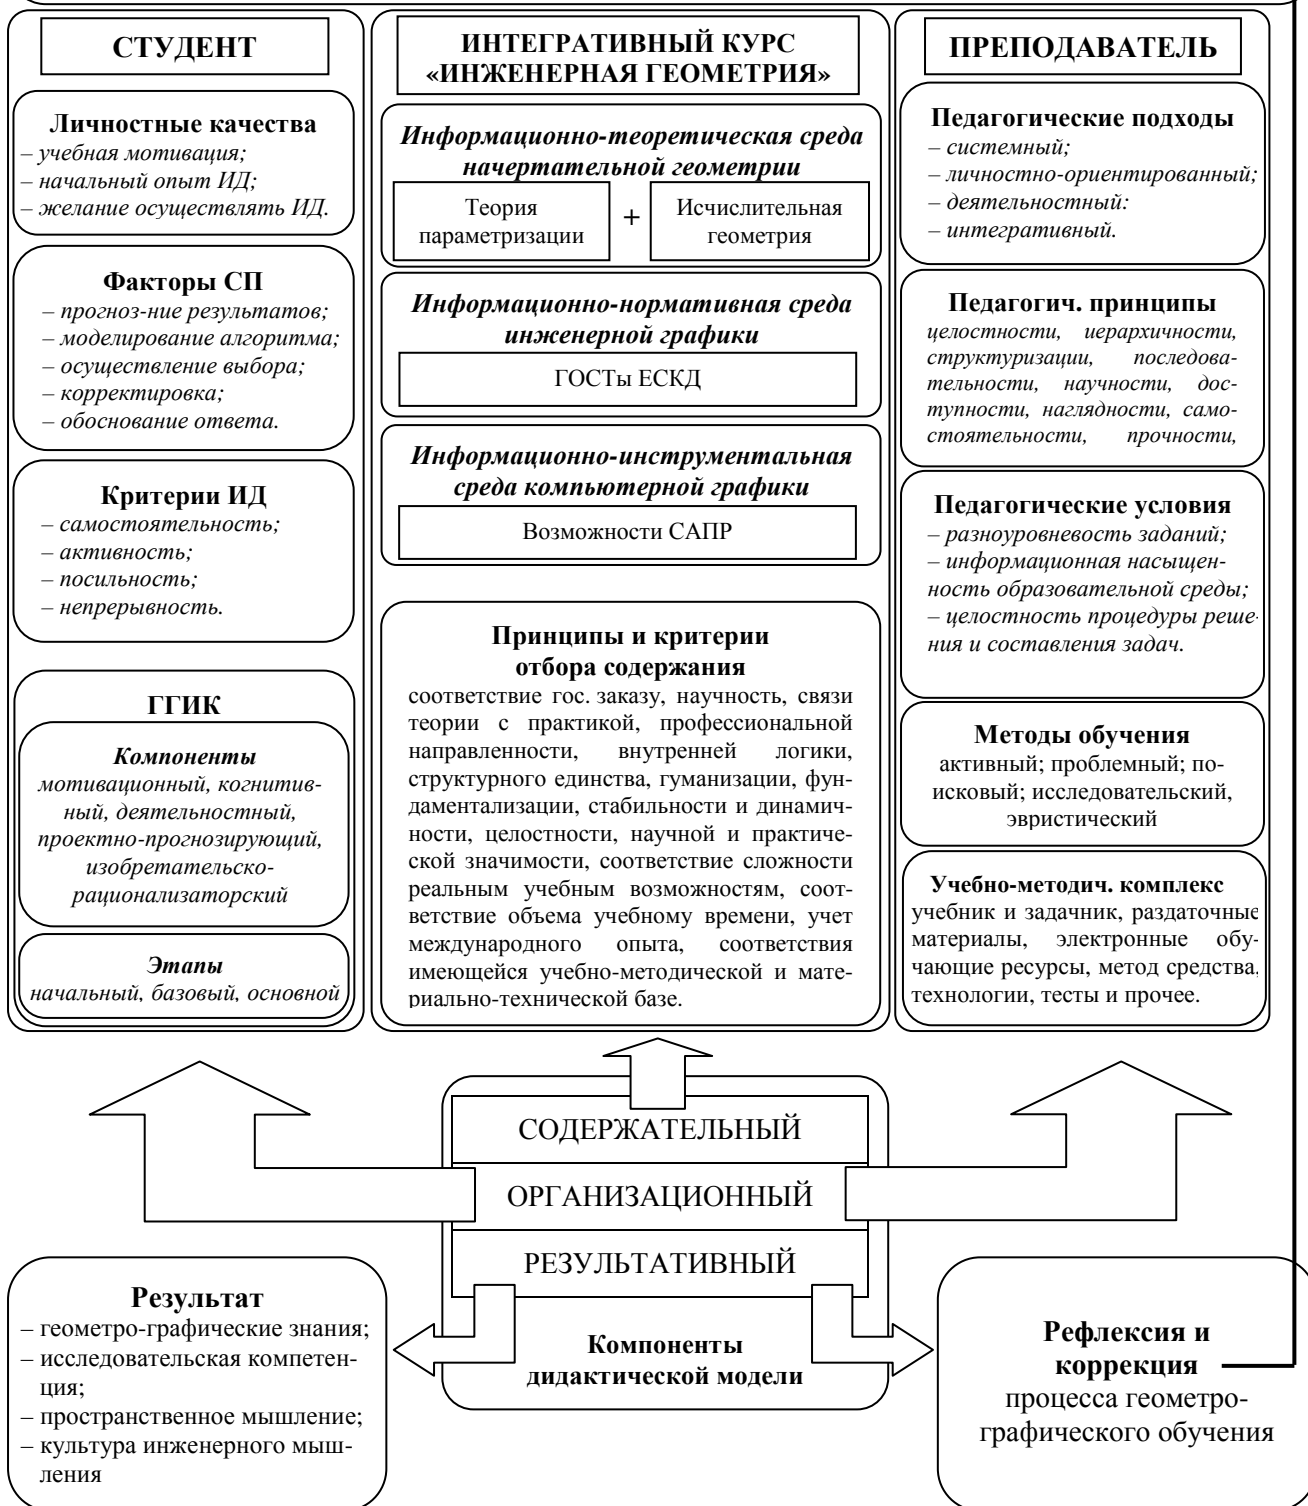 СТУДЕНТ
Личностные качества
– учебная мотивация;
– начальный опыт ИД;
– желание осуществлять ИД.
Факторы СП
– прогноз-ние результатов;
– моделирование алгоритма;
– осуществление выбора;
– корректировка;
– обоснование ответа.
Критерии ИД
– самостоятельность;
– активность;
– посильность;
– непрерывность.
ГГИК
Компоненты
мотивационный, когнитив-
ный, деятельностный,
проектно-прогнозирующий,
изобретательско-
рационализаторский
Этапы
начальный, базовый, основной
ИНТЕГРАТИВНЫЙ КУРС
«ИНЖЕНЕРНАЯ ГЕОМЕТРИЯ»
Информационно-теоретическая среда
начертательной геометрии
Теория
параметризации
+
Исчислительная
геометрия
Информационно-нормативная среда
инженерной графики
ГОСТы ЕСКД
Информационно-инструментальная
среда компьютерной графики
Возможности САПР
Принципы и критерии
отбора содержания
соответствие гос. заказу, научность, связи
теории с практикой, профессиональной
направленности, внутренней логики,
структурного единства, гуманизации, фун-
даментализации, стабильности и динамич-
ности, целостности, научной и практиче-
ской значимости, соответствие сложности
реальным учебным возможностям, соот-
ветствие объема учебному времени, учет
международного опыта, соответствия
имеющейся учебно-методической и мате-
риально-технической базе.
ПРЕПОДАВАТЕЛЬ
Педагогические подходы
– системный;
– личностно-ориентированный;
– деятельностный:
– интегративный.
Педагогич. принципы
целостности, иерархичности,
структуризации, последова-
тельности, научности, дос-
тупности, наглядности, само-
стоятельности, прочности,
Педагогические условия
– разноуровневость заданий;
– информационная насыщен-
ность образовательной среды;
– целостность процедуры реше-
ния и составления задач.
Методы обучения
активный; проблемный; по-
исковый; исследовательский,
эвристический
Учебно-методич. комплекс
учебник и задачник, раздаточные
материалы, электронные обу-
чающие ресурсы, метод средства,
технологии, тесты и прочее.
СОДЕРЖАТЕЛЬНЫЙ
ОРГАНИЗАЦИОННЫЙ
РЕЗУЛЬТАТИВНЫЙ
Компоненты
дидактической модели
Результат
– геометро-графические знания;
– исследовательская компетен-
ция;
– пространственное мышление;
– культура инженерного мыш-
ления
Рефлексия и
коррекция
процесса геометро-
графического обучения